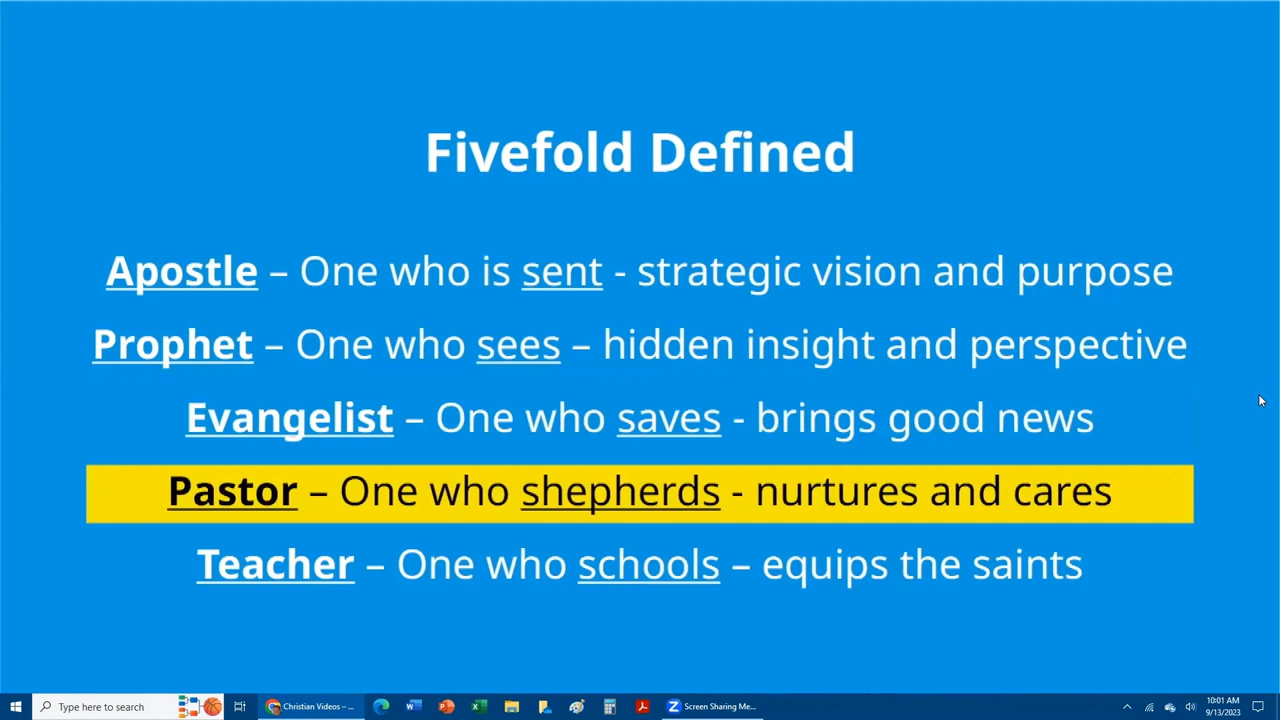 Fivefold Defined
Apostle – One who is sent - strategic vision and purpose
Prophet – One who sees – hidden insight and perspective
Evangelist – One who saves - brings good news
Pastor – One who shepherds - nurtures and cares
Teacher – One who schools – equips the saints
Type here to search
Christian Videos – ...
Screen Sharing Me...
10:01 AM
9/13/2023